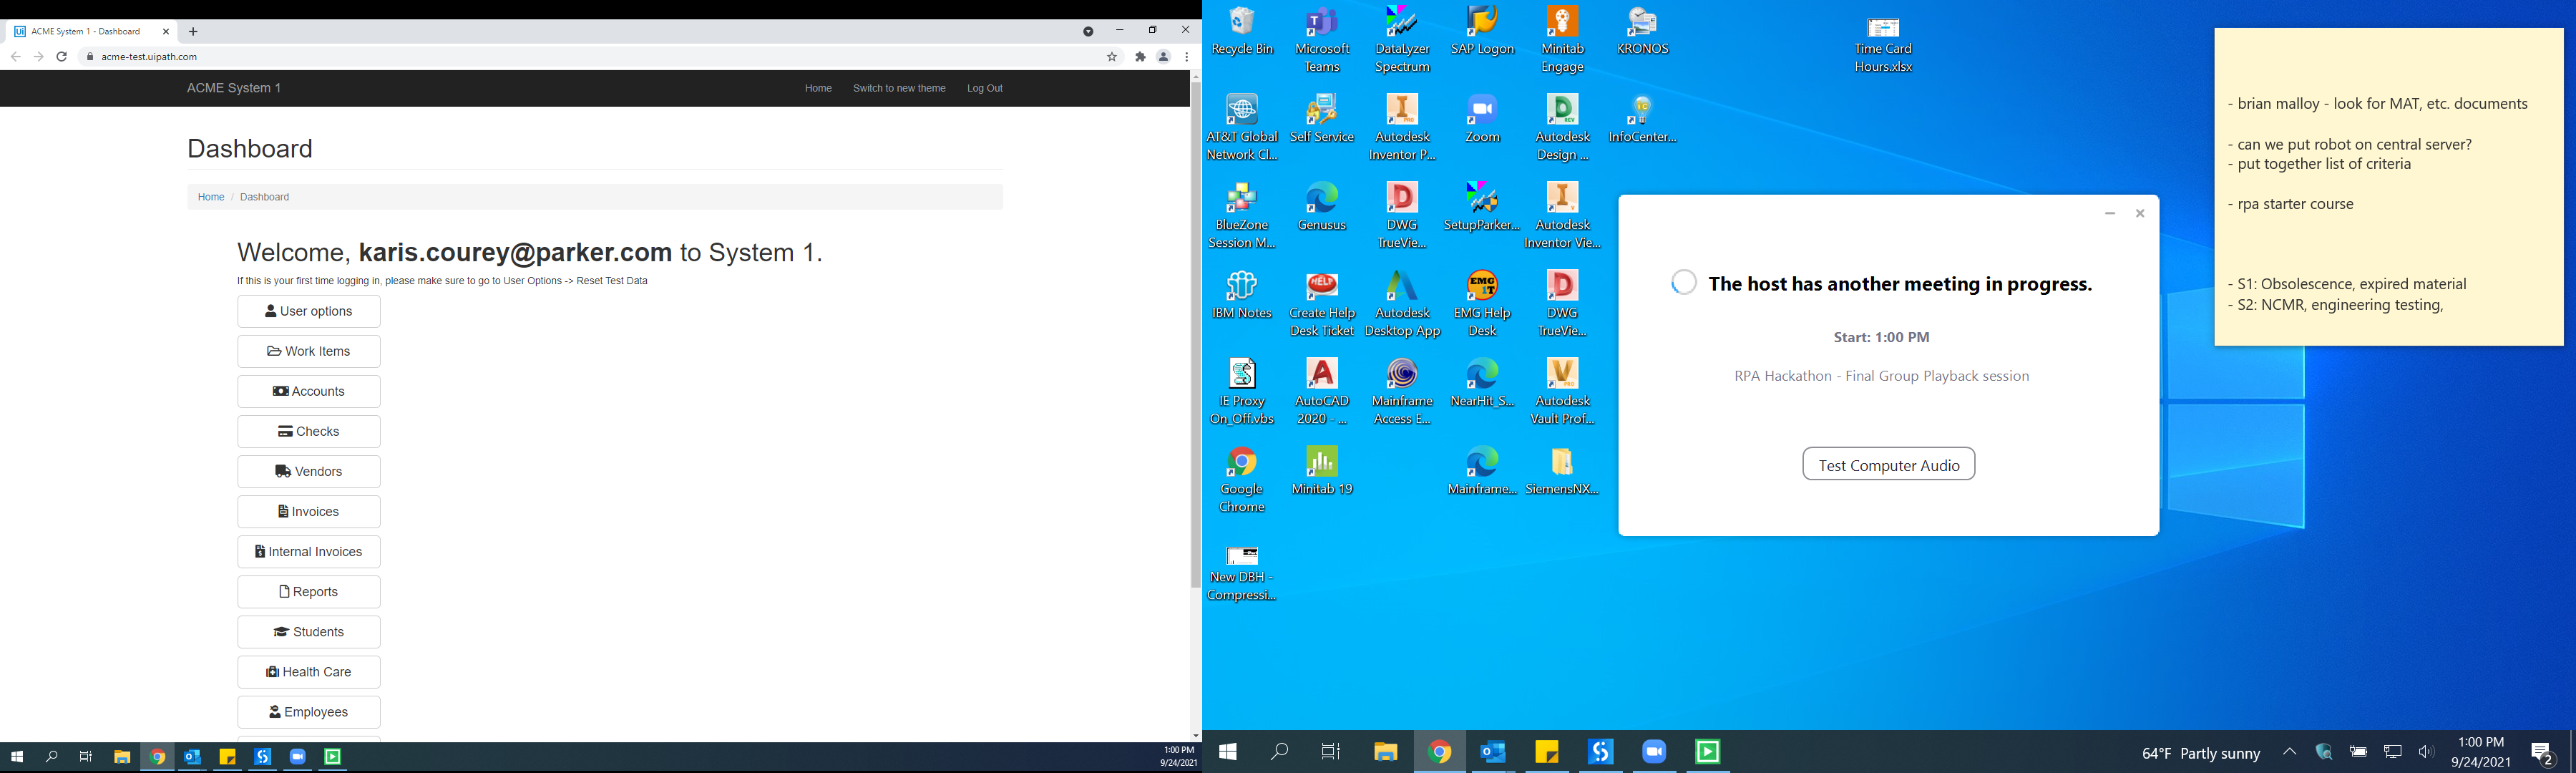 ACME System 1 - Dashboard
acme-test.uipath.com
ACME System 1
Home
Switch to new theme
Log Out
Dashboard
Home / Dashboard
Welcome, karis.courey@parker.com to System 1.
If this is your first time logging in, please make sure to go to User Options -> Reset Test Data
User options
Work Items
Accounts
Checks
Vendors
Invoices
Internal Invoices
Reports
Students
Health Care
Employees
1:00 PM
9/24/2021
Recycle Bin
Microsoft
Teams
DataLyzer
Spectrum
SAP Logon
Minitab
Engage
KRONOS
Time Card
Hours.xlsx
AT&T Global
Network Cl...
Self Service
Autodesk
Inventor P...
Zoom
Autodesk
Design ...
InfoCenter...
BlueZone
Session M...
Genusus
DWG
TrueVie...
SetupParker...
Autodesk
Inventor Vie...
IBM Notes
Create Help
Desk Ticket
Autodesk
Desktop App
EMG Help
Desk
DWG
TrueVie...
IE Proxy
On_Off.vbs
AutoCAD
2020 - ...
Mainframe
Access E...
NearHit_S...
Autodesk
Vault Prof...
Google
Chrome
Minitab 19
Mainframe...
SiemensNX...
New DBH -
Compressi...
The host has another meeting in progress.
Start: 1:00 PM
RPA Hackathon - Final Group Playback session
Test Computer Audio
- brian malloy - look for MAT, etc. documents
- can we put robot on central server?
- put together list of criteria
- rpa starter course
- S1: Obsolescence, expired material
- S2: NCMR, engineering testing,
64°F Partly sunny
1:00 PM
9/24/2021
2